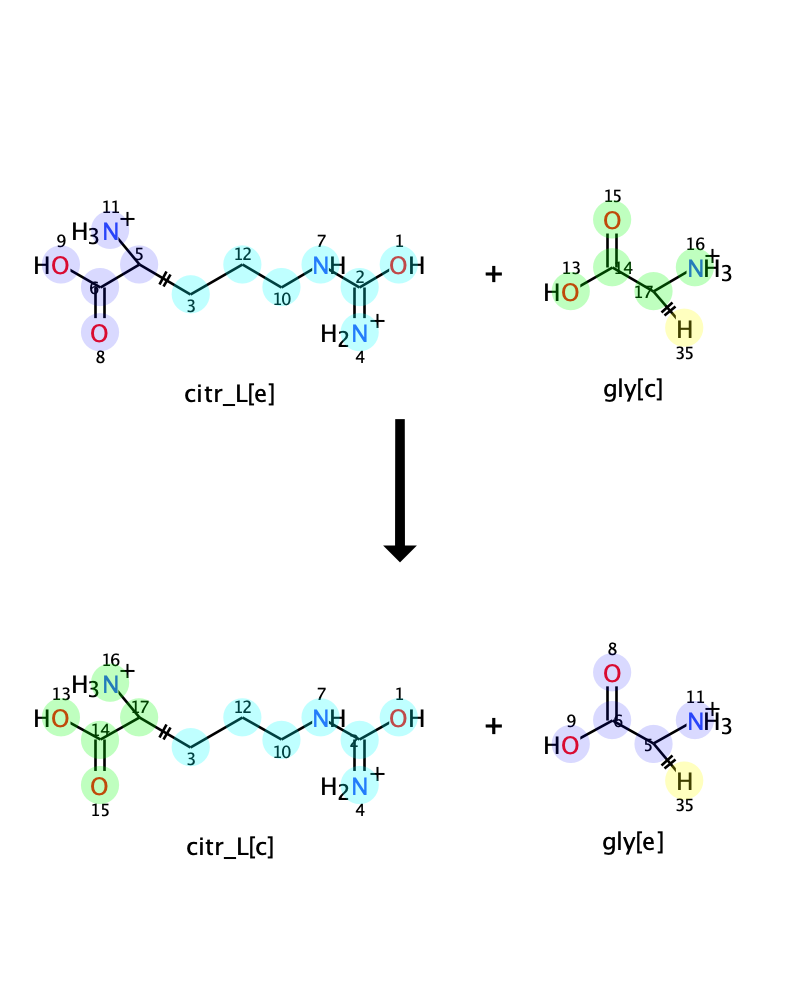 11 9 5 12 7 1 15 16
H3N+ HO NH OH O NH3+
6 3 10 2 13 14 17
O H2N+ HO H
8 4 35
+
citr_L[e] gly[c]
16 13 17 12 7 1 8 11
H3N+ HO NH OH O NH3+
14 3 10 2 9 6 5
O H2N+ HO H
15 4 35
+
citr_L[c] gly[e]